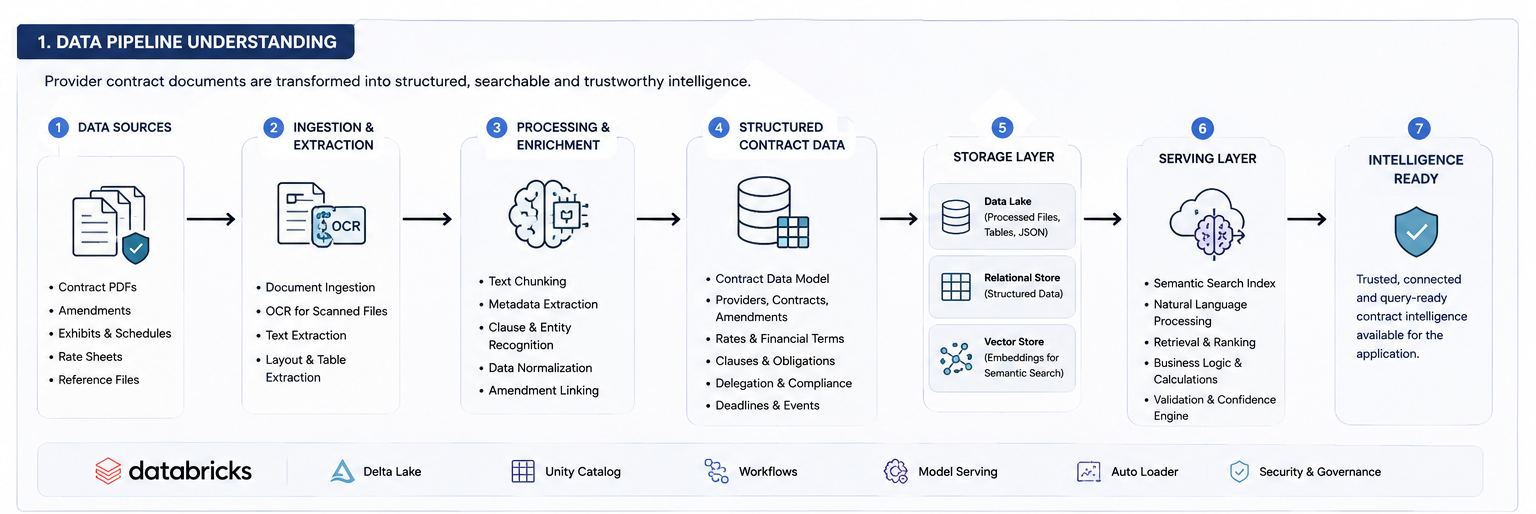 1. DATA PIPELINE UNDERSTANDING
Provider contract documents are transformed into structured, searchable and trustworthy intelligence.
1 DATA SOURCES
• Contract PDFs
• Amendments
• Exhibits & Schedules
• Rate Sheets
• Reference Files
2 INGESTION &
EXTRACTION
OCR
• Document Ingestion
• OCR for Scanned Files
• Text Extraction
• Layout & Table
Extraction
3 PROCESSING &
ENRICHMENT
• Text Chunking
• Metadata Extraction
• Clause & Entity
Recognition
• Data Normalization
• Amendment Linking
4 STRUCTURED
CONTRACT DATA
• Contract Data Model
• Providers, Contracts,
Amendments
• Rates & Financial Terms
• Clauses & Obligations
• Delegation & Compliance
• Deadlines & Events
5
STORAGE LAYER
Data Lake
(Processed Files,
Tables, JSON)
Relational Store
(Structured Data)
Vector Store
(Embeddings for
Semantic Search)
6
SERVING LAYER
• Semantic Search Index
• Natural Language
Processing
• Retrieval & Ranking
• Business Logic &
Calculations
• Validation & Confidence
Engine
7
INTELLIGENCE
READY
Trusted, connected
and query-ready
contract intelligence
available for the
application.
databricks
Delta Lake
Unity Catalog
Workflows
Model Serving
Auto Loader
Security & Governance